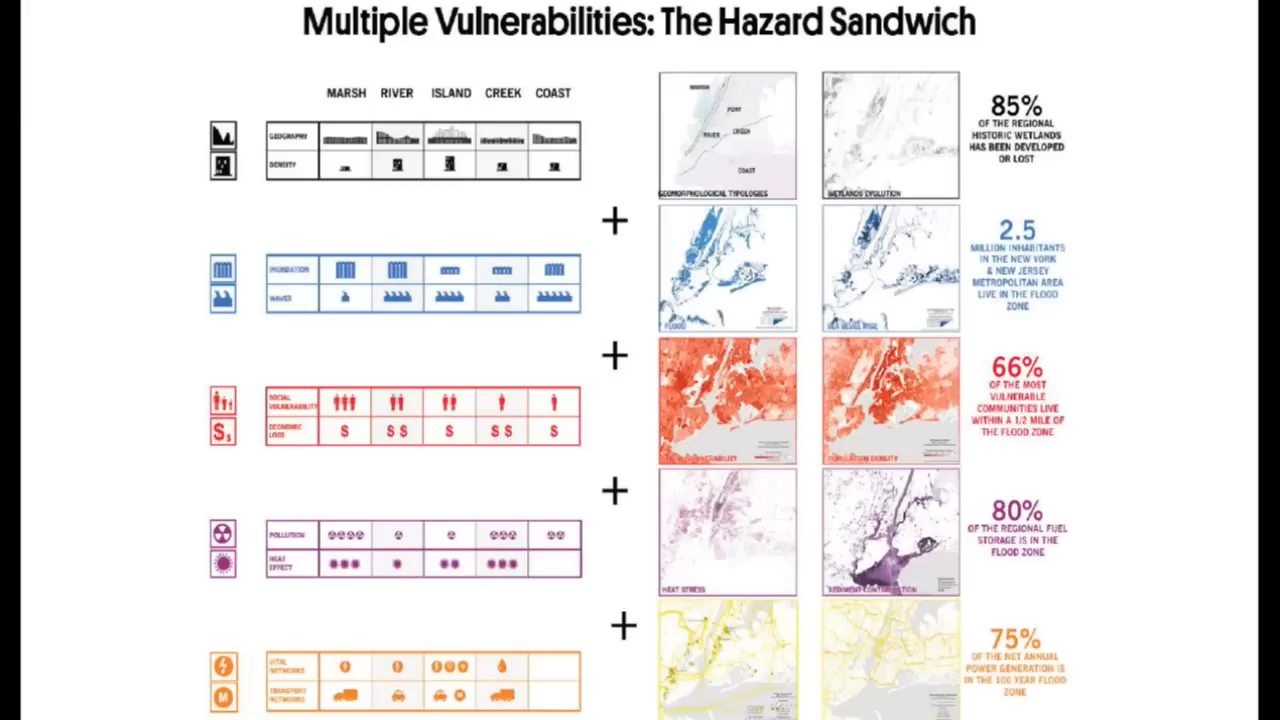 Multiple Vulnerabilities: The Hazard Sandwich
MARSH RIVER ISLAND CREEK COAST
GEOGRAPHY
DENSITY
MARSH
PORT
RIVER
CREEK
COAST
GEOMORPHOLOGICAL TYPOLOGIES
WETLANDS EVOLUTION
85%
OF THE REGIONAL
HISTORIC WETLANDS
HAS BEEN DEVELOPED
OR LOST
+
INUNDATION
WAVES
FLOOD
SEA LEVEL RISE
2.5
MILLION INHABITANTS
IN THE NEW YORK
& NEW JERSEY
METROPOLITAN AREA
LIVE IN THE FLOOD
ZONE
+
SOCIAL
VULNERABILITY
$ $
ECONOMIC
LOSS
$ $ $ $ $ $ $
POPULATION DENSITY
66%
OF THE MOST
VULNERABLE
COMMUNITIES LIVE
WITHIN A 1/2 MILE OF
THE FLOOD ZONE
+
POLLUTION
HEAT
EFFECT
HEAT STRESS
SEDIMENT CONTAMINATION
80%
OF THE REGIONAL FUEL
STORAGE IS IN THE
FLOOD ZONE
+
VITAL
NETWORKS
M
TRANSPORT
NETWORKS
75%
OF THE NET ANNUAL
POWER GENERATION IS
IN THE 100 YEAR FLOOD
ZONE